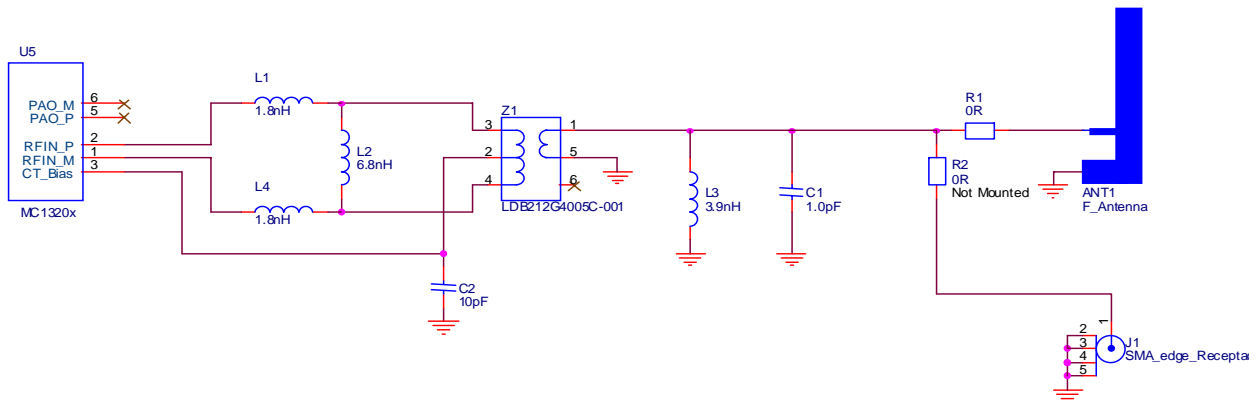 U5
PAO_M
PAO_P
RFIN_P
RFIN_M
CT_Bias
6
5
2
1
3
MC1320x
L1
1.8nH
L2
6.8nH
L4
1.8nH
C2
10pF
Z1
3
2
4
1
5
6
LDB212G4005C-001
L3
3.9nH
C1
1.0pF
R1
0R
R2
0R
Not Mounted
ANT1
F_Antenna
1
2
3
4
5
J1
SMA_edge_Receptac